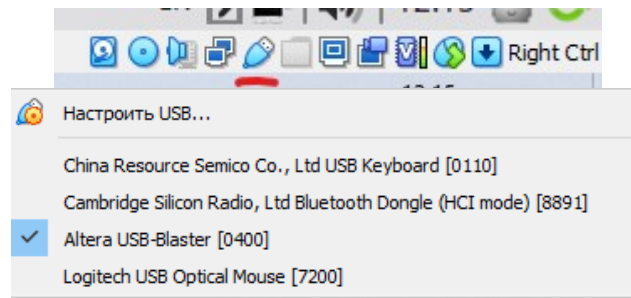 Right Ctrl
Настроить USB...
China Resource Semico Co., Ltd USB Keyboard [0110]
Cambridge Silicon Radio, Ltd Bluetooth Dongle (HCI mode) [8891]
Altera USB-Blaster [0400]
Logitech USB Optical Mouse [7200]